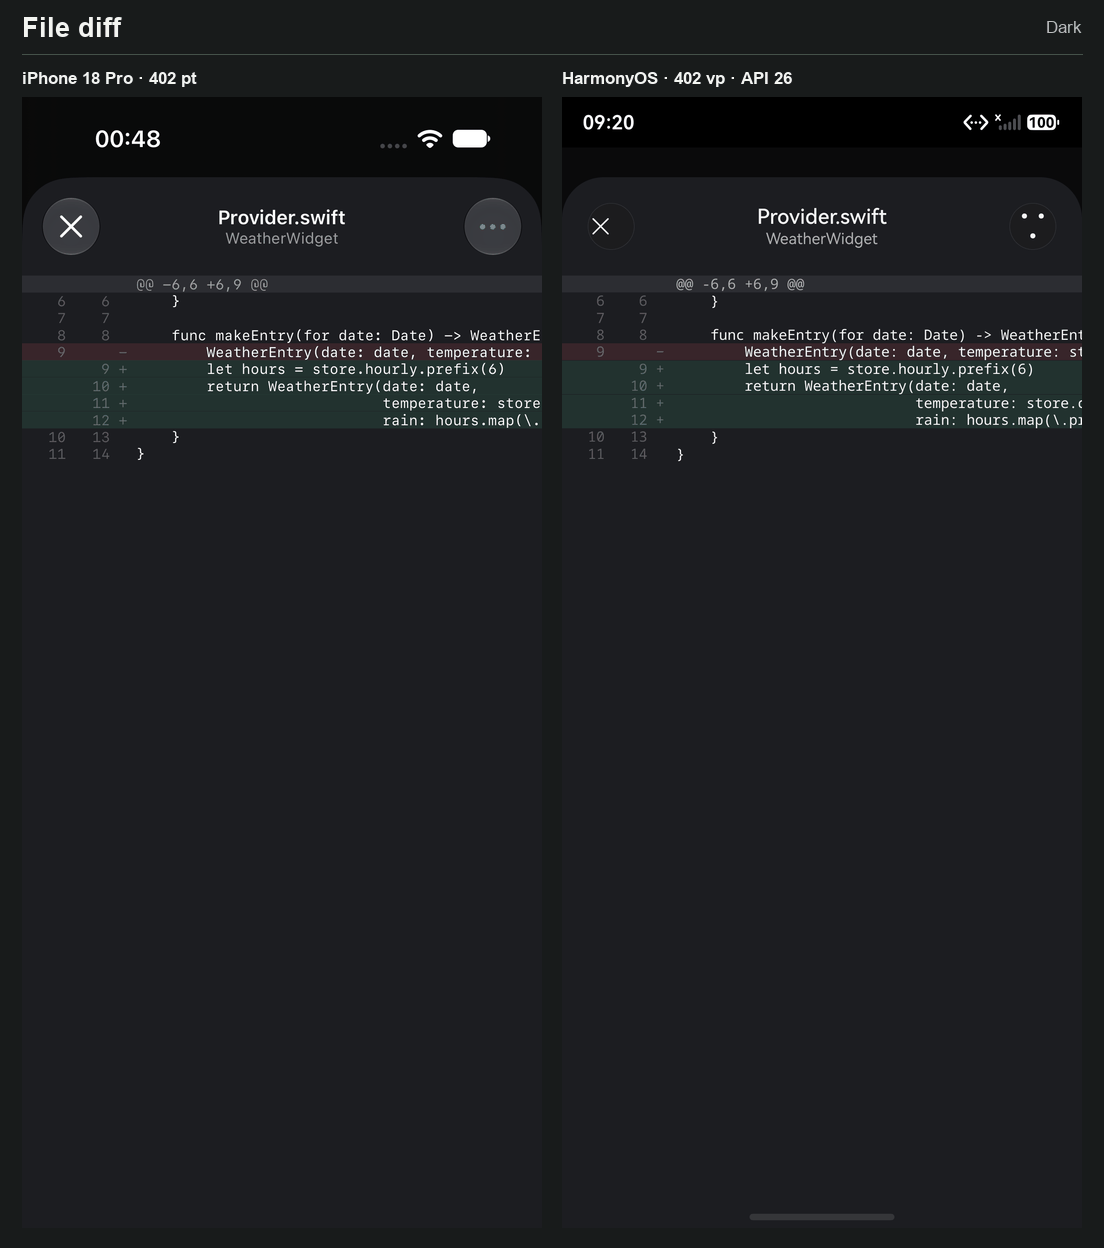 File diff
Dark
iPhone 18 Pro · 402 pt
00:48
Provider.swift
WeatherWidget
@@ −6,6 +6,9 @@
6 6 }
7 7
8 8 func makeEntry(for date: Date) −> WeatherE
9 − WeatherEntry(date: date, temperature:
9 + let hours = store.hourly.prefix(6)
10 + return WeatherEntry(date: date,
11 + temperature: store
12 + rain: hours.map(\.
10 13 }
11 14 }
HarmonyOS · 402 vp · API 26
09:20
100
Provider.swift
WeatherWidget
@@ -6,6 +6,9 @@
6 6 }
7 7
8 8 func makeEntry(for date: Date) -> WeatherEnt
9 − WeatherEntry(date: date, temperature: st
9 + let hours = store.hourly.prefix(6)
10 + return WeatherEntry(date: date,
11 + temperature: store.
12 + rain: hours.map(\.pr
10 13 }
11 14 }